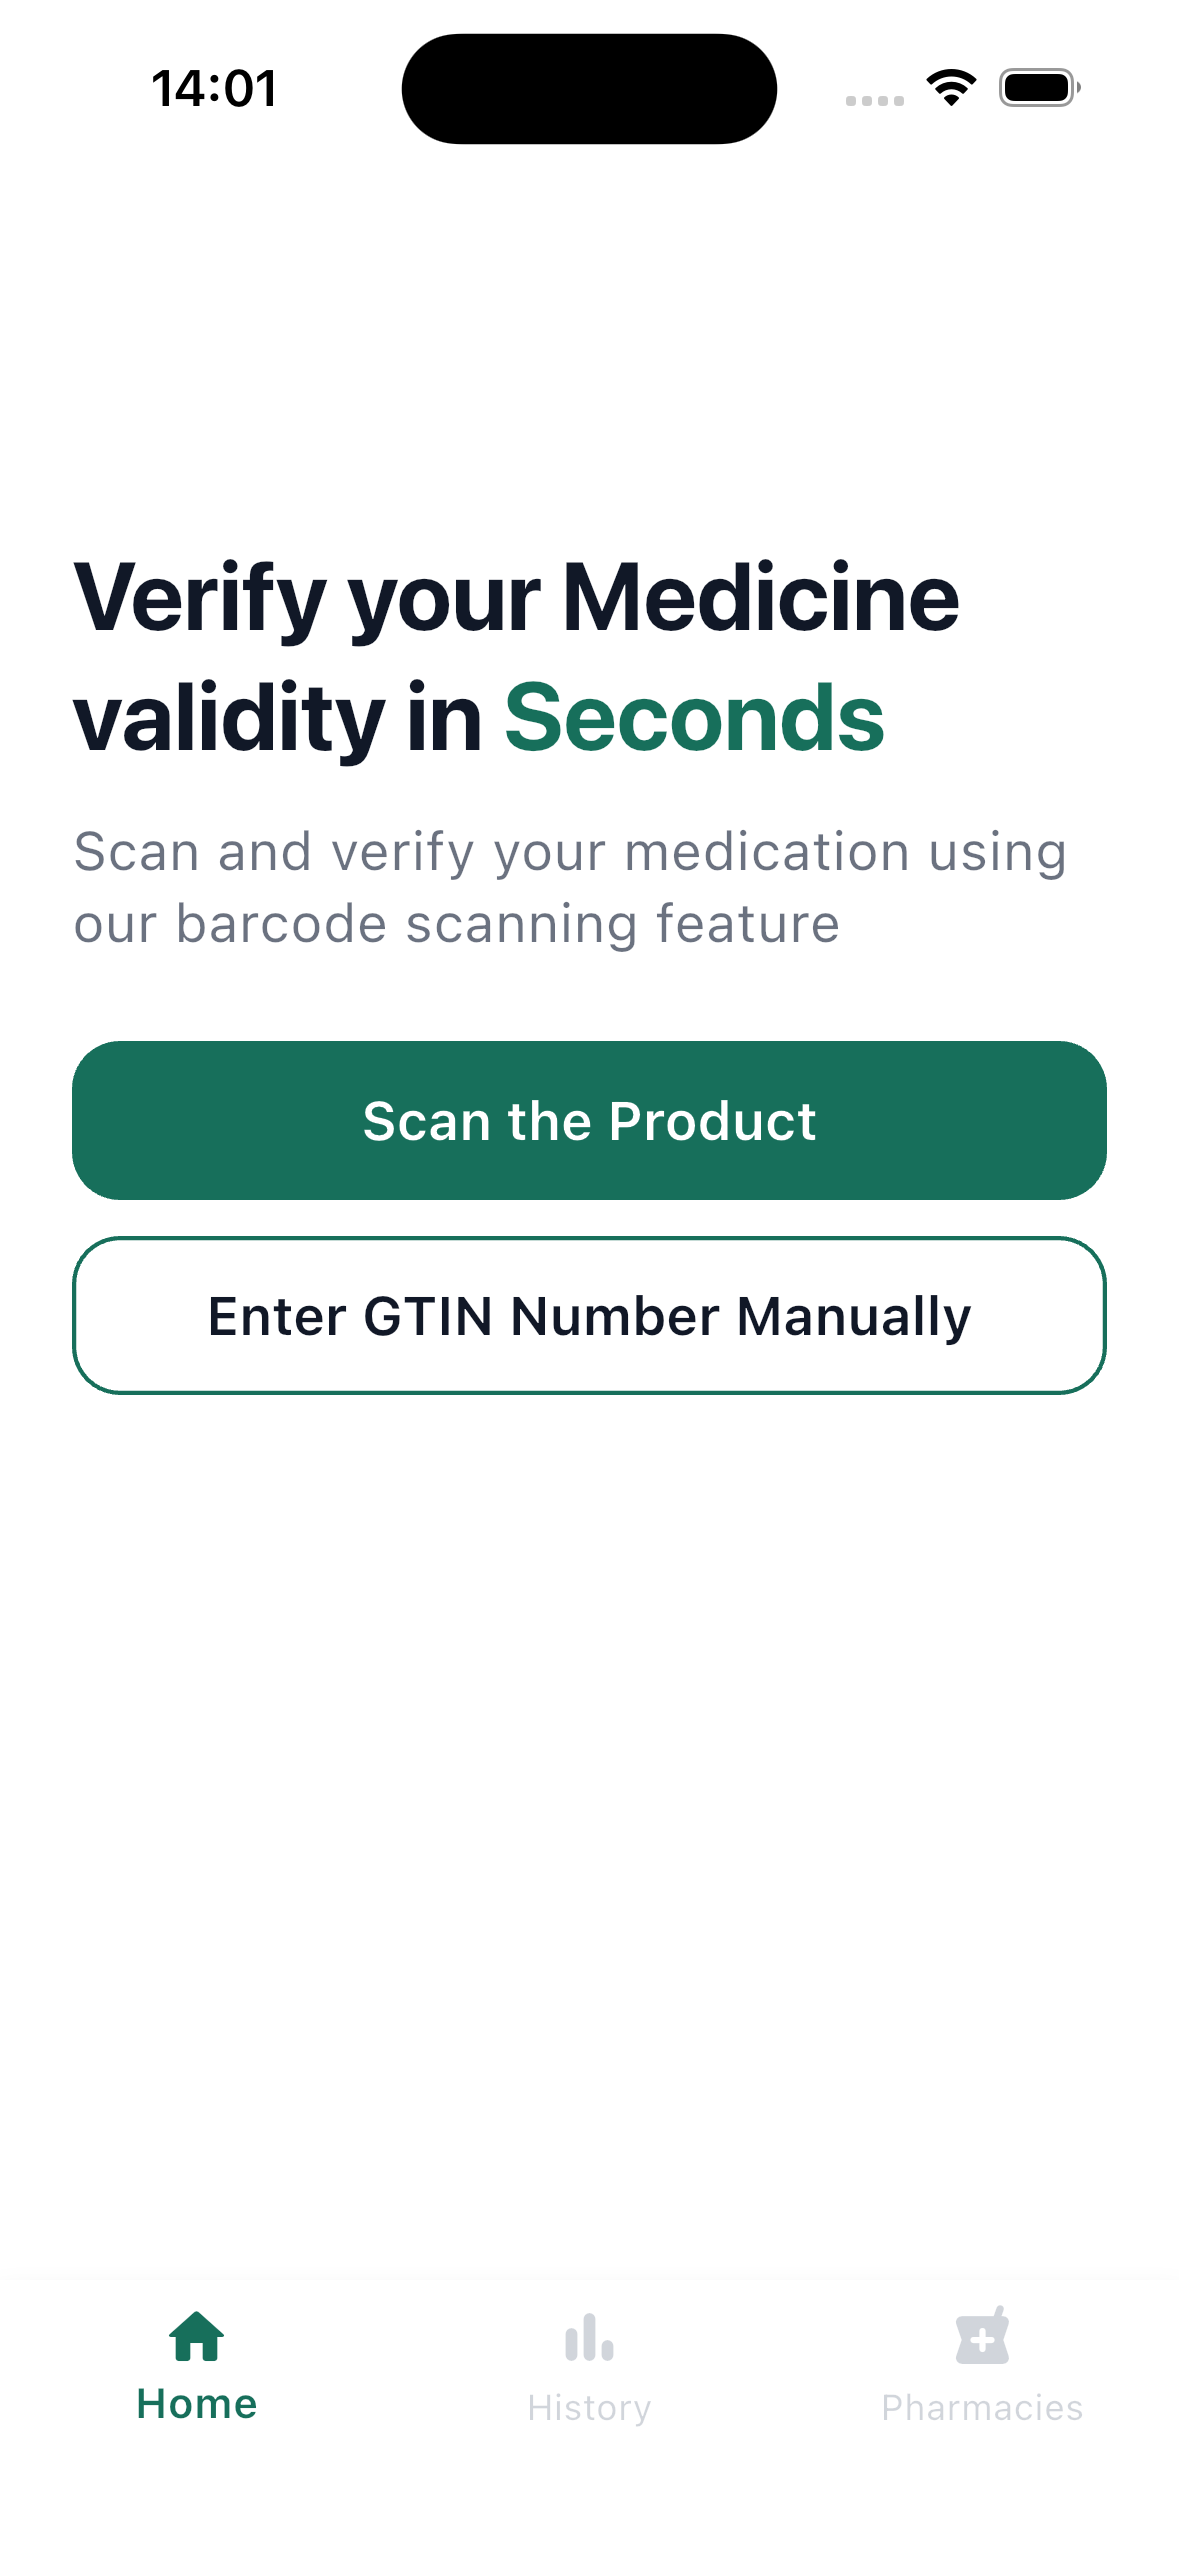 14:01
Verify your Medicine
validity in Seconds
Scan and verify your medication using
our barcode scanning feature
Scan the Product
Enter GTIN Number Manually
Home
History
Pharmacies